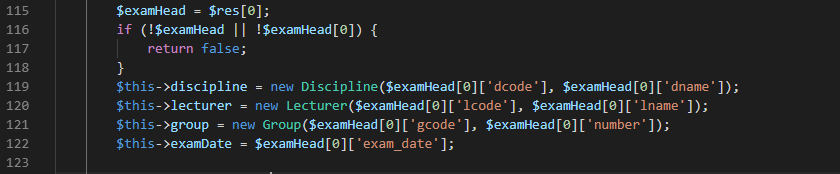 115 $examHead = $res[0];
116 if (!$examHead || !$examHead[0]) {
117 return false;
118 }
119 $this->discipline = new Discipline($examHead[0]['dcode'], $examHead[0]['dname']);
120 $this->lecturer = new Lecturer($examHead[0]['lcode'], $examHead[0]['lname']);
121 $this->group = new Group($examHead[0]['gcode'], $examHead[0]['number']);
122 $this->examDate = $examHead[0]['exam_date'];
123